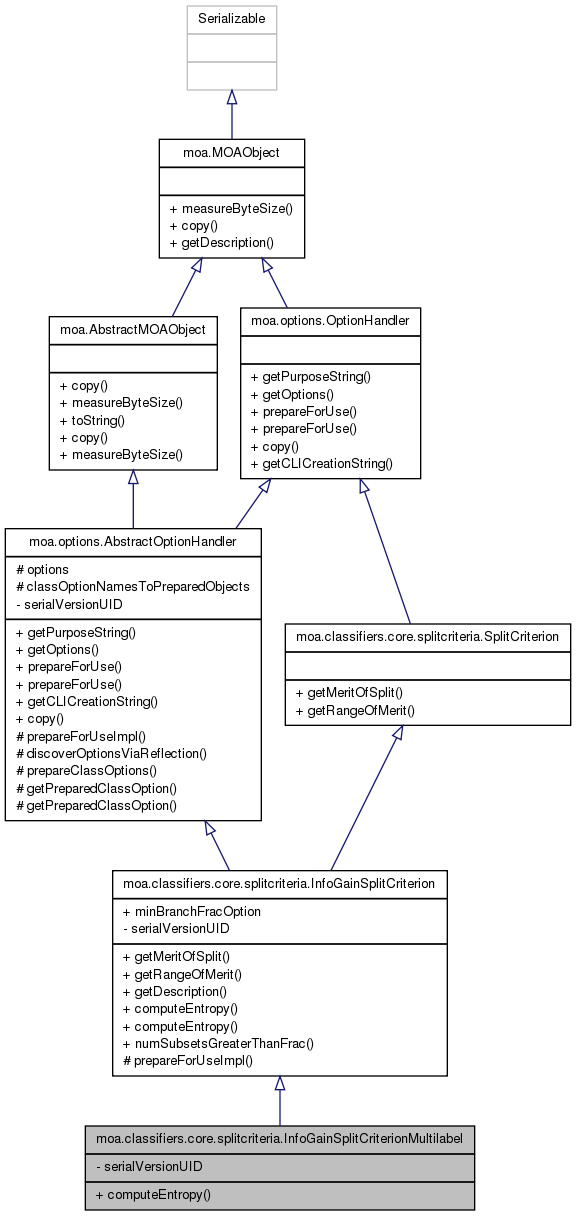 Serializable
moa.MOAObject
+ measureByteSize()
+ copy()
+ getDescription()
moa.AbstractMOAObject
+ copy()
+ measureByteSize()
+ toString()
+ copy()
+ measureByteSize()
moa.options.OptionHandler
+ getPurposeString()
+ getOptions()
+ prepareForUse()
+ prepareForUse()
+ copy()
+ getCLICreationString()
moa.options.AbstractOptionHandler
# options
# classOptionNamesToPreparedObjects
- serialVersionUID
+ getPurposeString()
+ getOptions()
+ prepareForUse()
+ prepareForUse()
+ getCLICreationString()
+ copy()
# prepareForUseImpl()
# discoverOptionsViaReflection()
# prepareClassOptions()
# getPreparedClassOption()
# getPreparedClassOption()
moa.classifiers.core.splitcriteria.SplitCriterion
+ getMeritOfSplit()
+ getRangeOfMerit()
moa.classifiers.core.splitcriteria.InfoGainSplitCriterion
+ minBranchFracOption
- serialVersionUID
+ getMeritOfSplit()
+ getRangeOfMerit()
+ getDescription()
+ computeEntropy()
+ computeEntropy()
+ numSubsetsGreaterThanFrac()
# prepareForUseImpl()
moa.classifiers.core.splitcriteria.InfoGainSplitCriterionMultilabel
- serialVersionUID
+ computeEntropy()